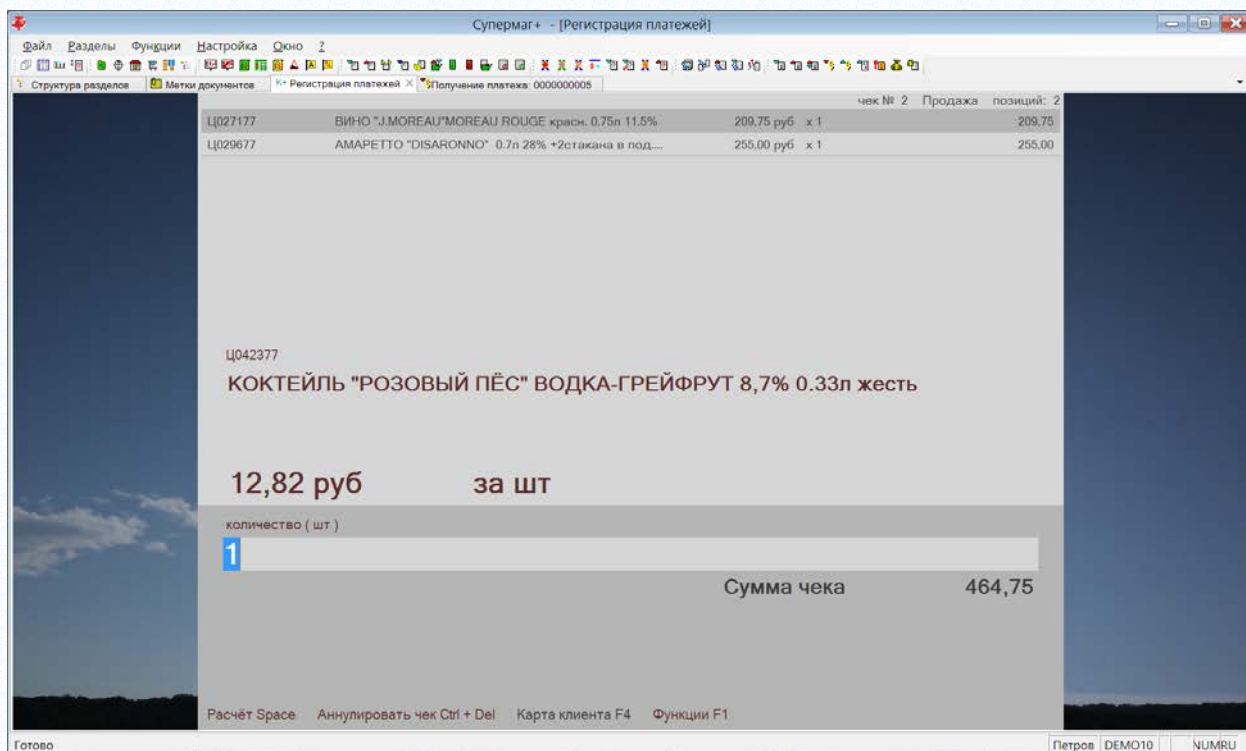 Супермаг+ - [Регистрация платежей]
Файл Разделы Функции Настройка Окно ?
Структура разделов Метки документов К+ Регистрация платежей Получение платежа: 0000000005
чек № 2 Продажа позиций: 2
Ц027177 ВИНО "J.MOREAU"MOREAU ROUGE красн. 0.75л 11.5% 209,75 руб х 1 209,75
Ц029677 АМАРЕТТО "DISARONNO" 0.7л 28% +2стакана в под.... 255,00 руб х 1 255,00
Ц042377
КОКТЕЙЛЬ "РОЗОВЫЙ ПЁС" ВОДКА-ГРЕЙФРУТ 8,7% 0.33л жесть
12,82 руб за шт
количество ( шт )
1
Сумма чека 464,75
Расчёт Space Аннулировать чек Ctrl + Del Карта клиента F4 Функции F1
Готово Петров DEMO10 NUMRU